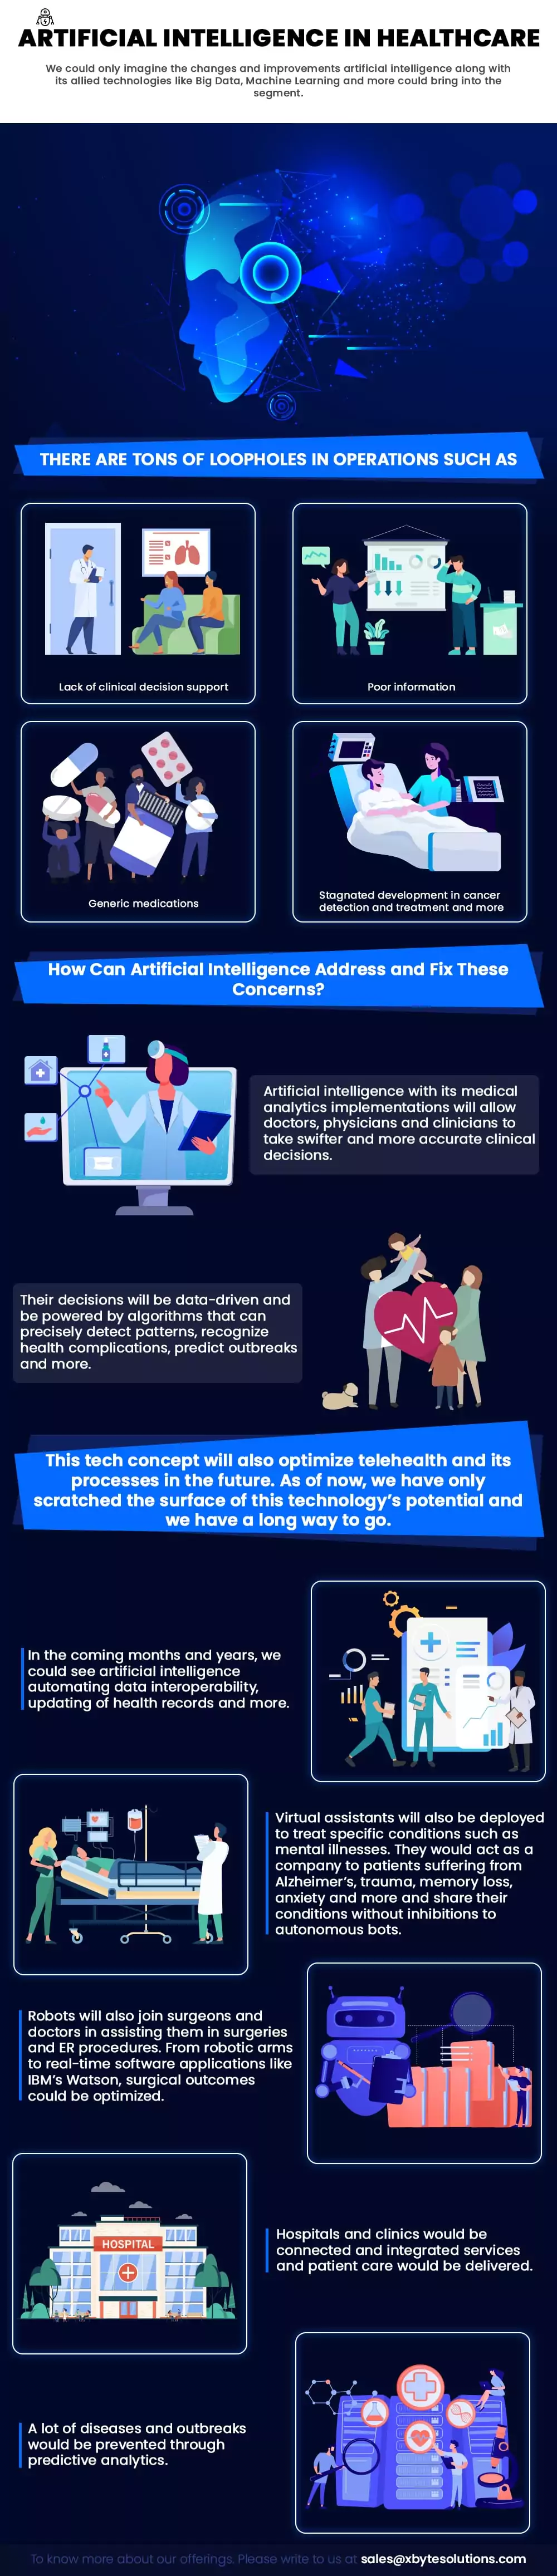 ARTIFICIAL INTELLIGENCE IN HEALTHCARE
We could only imagine the changes and improvements artificial intelligence along with
its allied technologies like Big Data, Machine Learning and more could bring into the
segment.
THERE ARE TONS OF LOOPHOLES IN OPERATIONS SUCH AS
Lack of clinical decision support
Poor information
Generic medications
Stagnated development in cancer
detection and treatment and more
How Can Artificial Intelligence Address and Fix These
Concerns?
Artificial intelligence with its medical
analytics implementations will allow
doctors, physicians and clinicians to
take swifter and more accurate clinical
decisions.
Their decisions will be data-driven and
be powered by algorithms that can
precisely detect patterns, recognize
health complications, predict outbreaks
and more.
This tech concept will also optimize telehealth and its
processes in the future. As of now, we have only
scratched the surface of this technology's potential and
we have a long way to go.
In the coming months and years, we
could see artificial intelligence
automating data interoperability,
updating of health records and more.
Virtual assistants will also be deployed
to treat specific conditions such as
mental illnesses. They would act as a
company to patients suffering from
Alzheimer's, trauma, memory loss,
anxiety and more and share their
conditions without inhibitions to
autonomous bots.
Robots will also join surgeons and
doctors in assisting them in surgeries
and ER procedures. From robotic arms
to real-time software applications like
IBM's Watson, surgical outcomes
could be optimized.
HOSPITAL
Hospitals and clinics would be
connected and integrated services
and patient care would be delivered.
A lot of diseases and outbreaks
would be prevented through
predictive analytics.
To know more about our offerings. Please write to us at sales@xbytesolutions.com